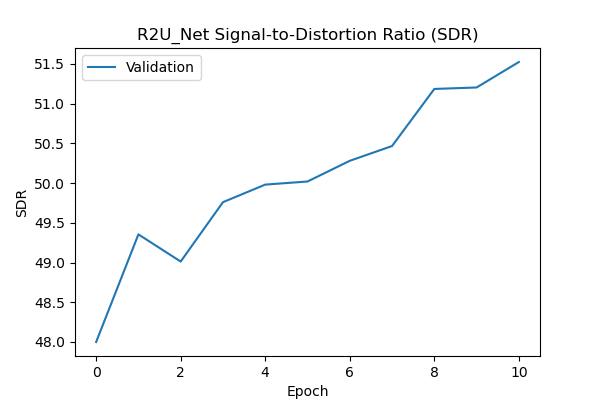 R2U_Net Signal-to-Distortion Ratio (SDR)
Validation
SDR
51.5
51.0
50.5
50.0
49.5
49.0
48.5
48.0
0 2 4 6 8 10
Epoch